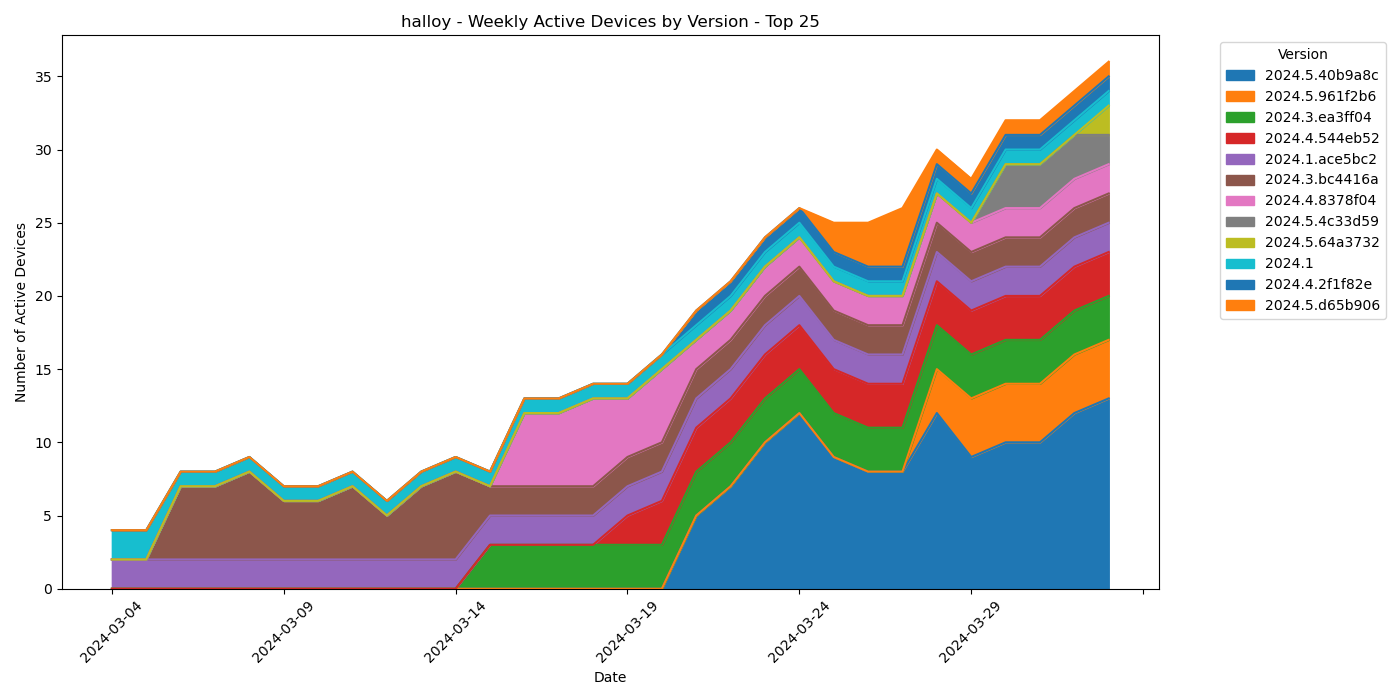 halloy - Weekly Active Devices by Version - Top 25
Number of Active Devices
35
30
25
20
15
10
5
0
2024-03-04
2024-03-09
2024-03-14
2024-03-19
2024-03-24
2024-03-29
Date
Version
2024.5.40b9a8c
2024.5.961f2b6
2024.3.ea3ff04
2024.4.544eb52
2024.1.ace5bc2
2024.3.bc4416a
2024.4.8378f04
2024.5.4c33d59
2024.5.64a3732
2024.1
2024.4.2f1f82e
2024.5.d65b906